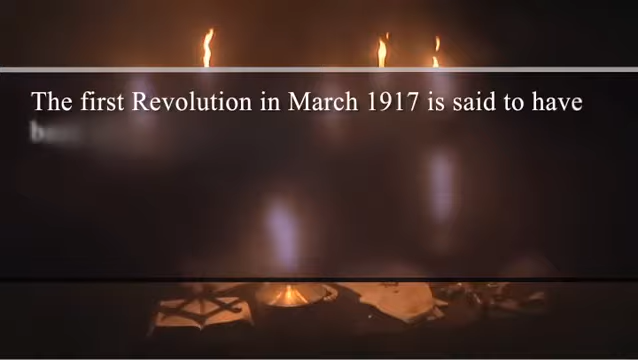 The first Revolution in March 1917 is said to have